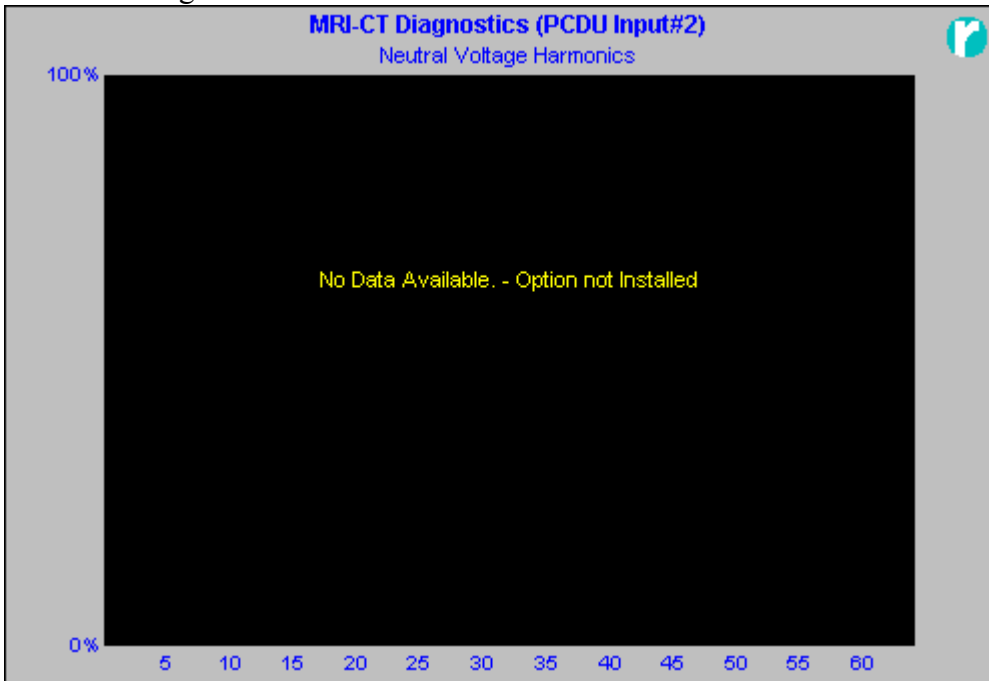 MRI-CT Diagnostics (PCDU Input#2)
Neutral Voltage Harmonics
100%
No Data Available. - Option not Installed
0%
5 10 15 20 25 30 35 40 45 50 55 60